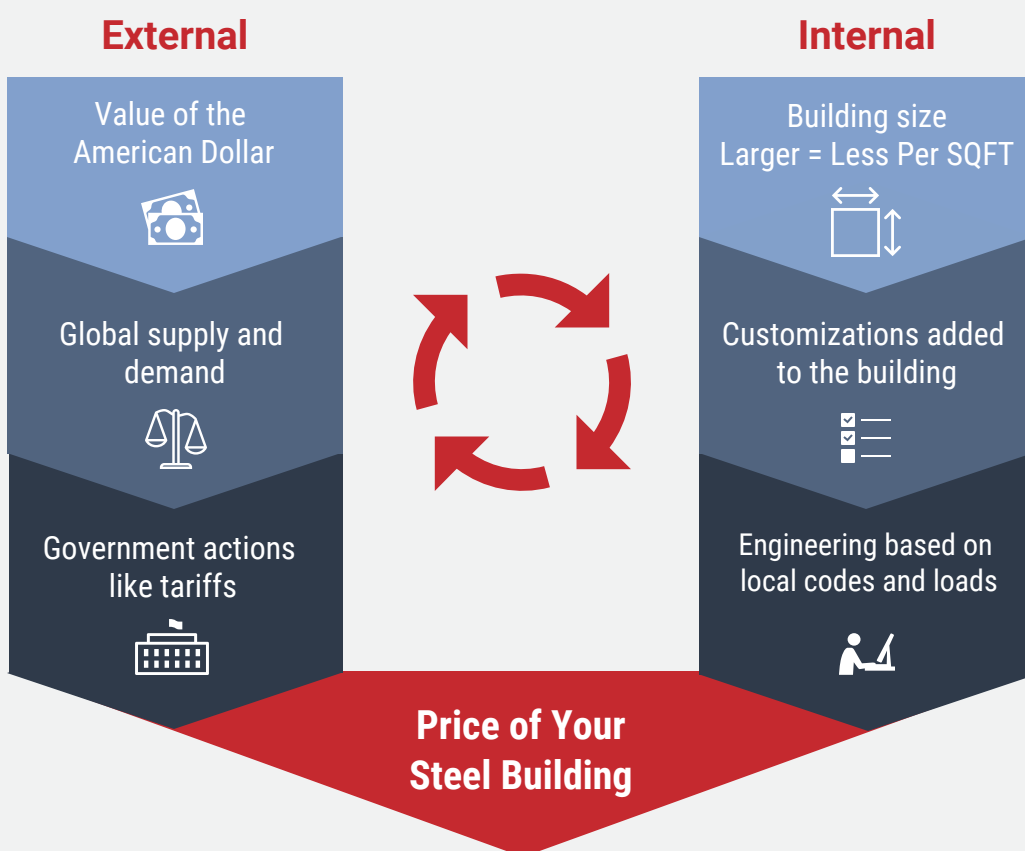 External
Value of the
American Dollar
Global supply and
demand
Government actions
like tariffs
Internal
Building size
Larger = Less Per SQFT
Customizations added
to the building
Engineering based on
local codes and loads
Price of Your
Steel Building